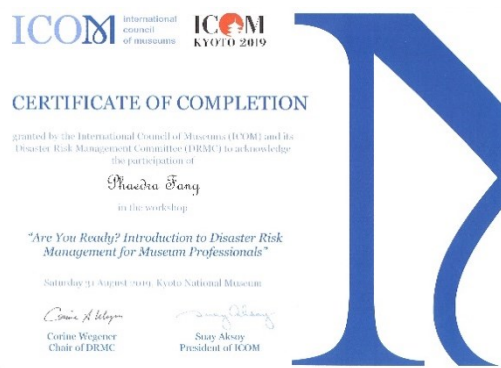 ICOM
international
council
of museums
ICOM
KYOTO 2019
CERTIFICATE OF COMPLETION
granted by the International Council of Museums (ICOM) and its
Disaster Risk Management Committee (DRMC) to acknowledge
the participation of
Phaedra Fang
in the workshop
"Are You Ready? Introduction to Disaster Risk
Management for Museum Professionals"
Saturday 31 August 2019, Kyoto National Museum
Corine Wegener
Chair of DRMC
Suay Aksoy
President of ICOM